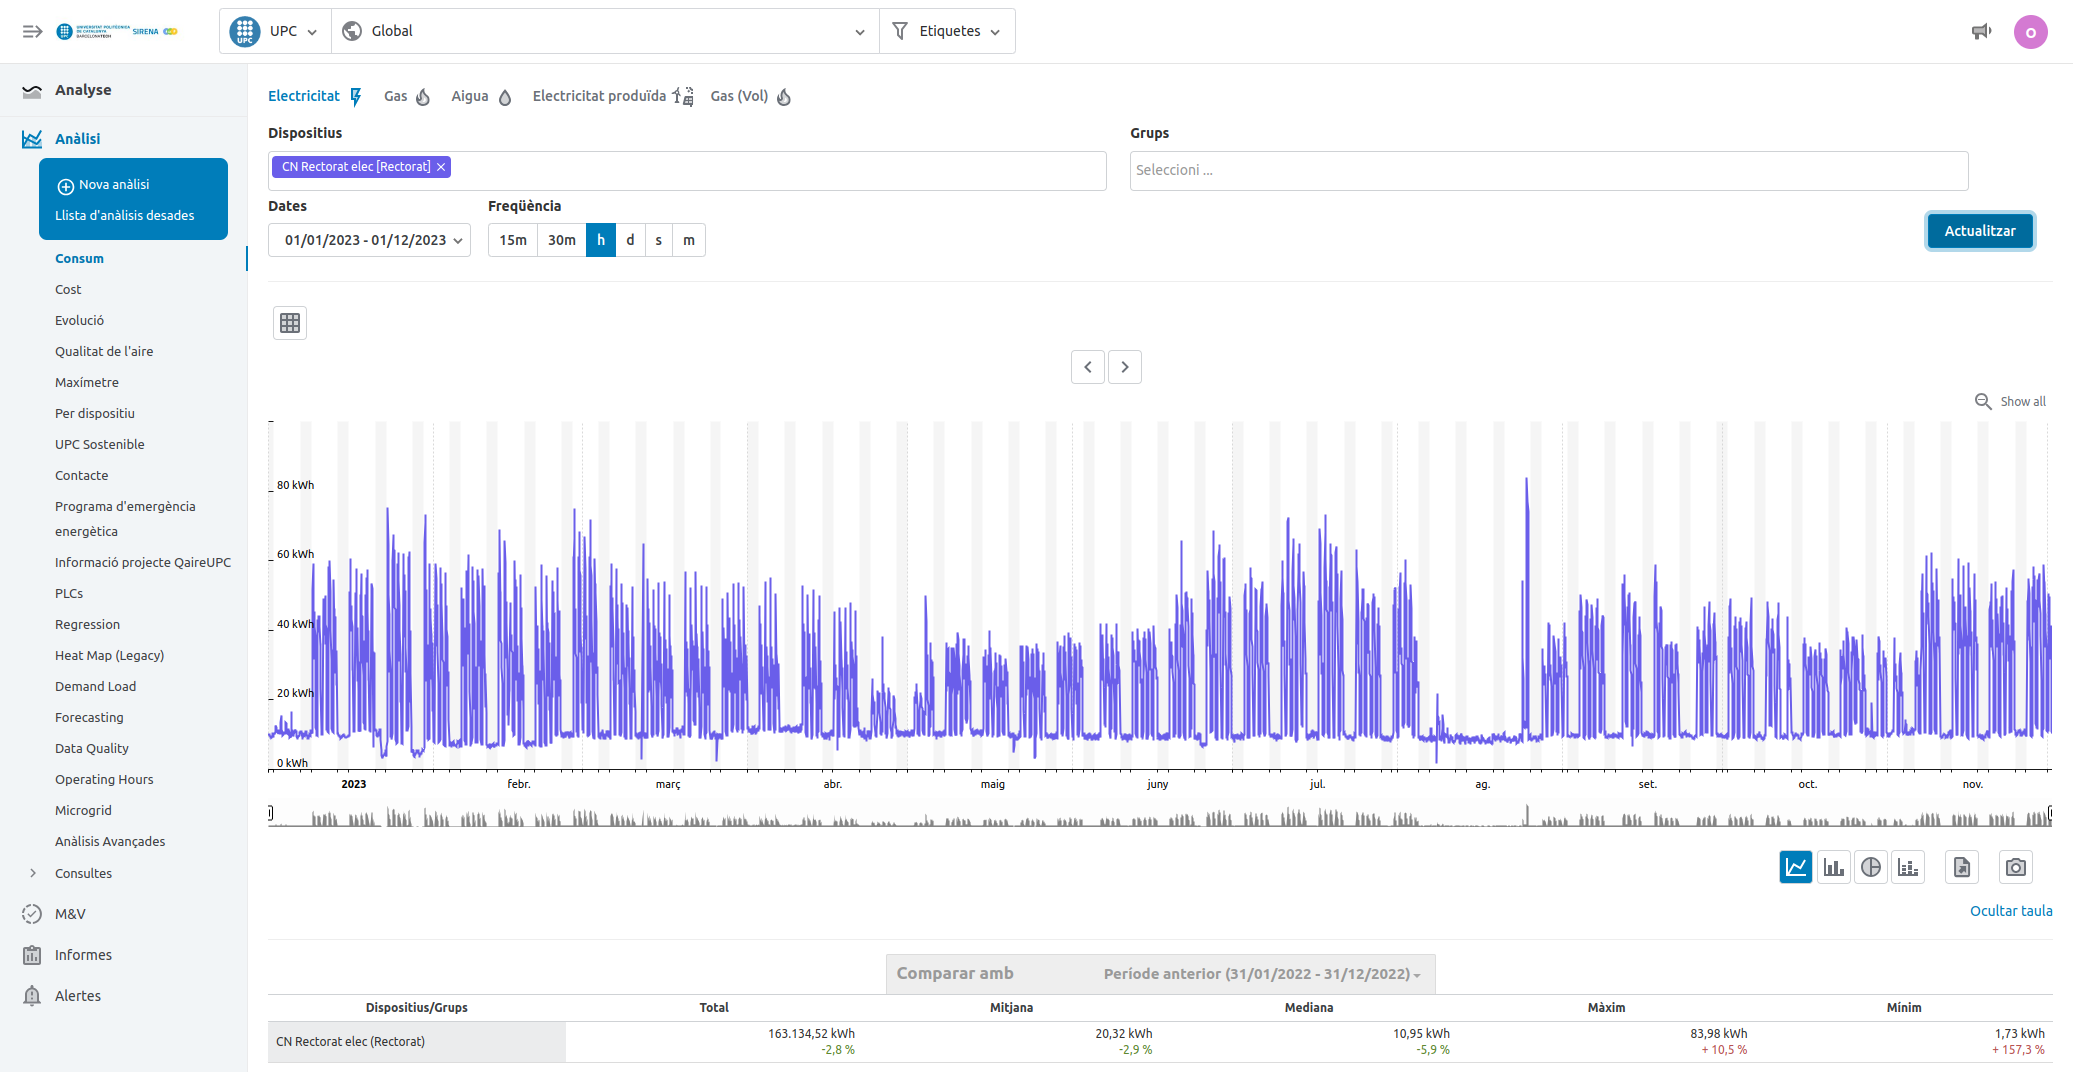 UNIVERSITAT POLITÈCNICA
DE CATALUNYA
BARCELONATECH
UPC
SIRENA
UPC
UPC
Global
Etiquetes
O
Analyse
Anàlisi
Nova anàlisi
Llista d'anàlisis desades
Consum
Cost
Evolució
Qualitat de l'aire
Maxímetre
Per dispositiu
UPC Sostenible
Contacte
Programa d'emergència
energètica
Informació projecte QaireUPC
PLCs
Regression
Heat Map (Legacy)
Demand Load
Forecasting
Data Quality
Operating Hours
Microgrid
Anàlisis Avançades
Consultes
M&V
Informes
Alertes
Electricitat
Gas
Aigua
Electricitat produïda
Gas (Vol)
Dispositius
Grups
CN Rectorat elec [Rectorat] ×
Seleccioni ...
Dates
Freqüència
01/01/2023 - 01/12/2023
15m 30m h d s m
Actualitzar
Show all
80 kWh
60 kWh
40 kWh
20 kWh
0 kWh
2023 febr. març abr. maig juny jul. ag. set. oct. nov.
Ocultar taula
Comparar amb Període anterior (31/01/2022 - 31/12/2022)
Dispositius/Grups Total Mitjana Mediana Màxim Mínim
CN Rectorat elec (Rectorat) 163.134,52 kWh 20,32 kWh 10,95 kWh 83,98 kWh 1,73 kWh
-2,8 % -2,9 % -5,9 % + 10,5 % + 157,3 %